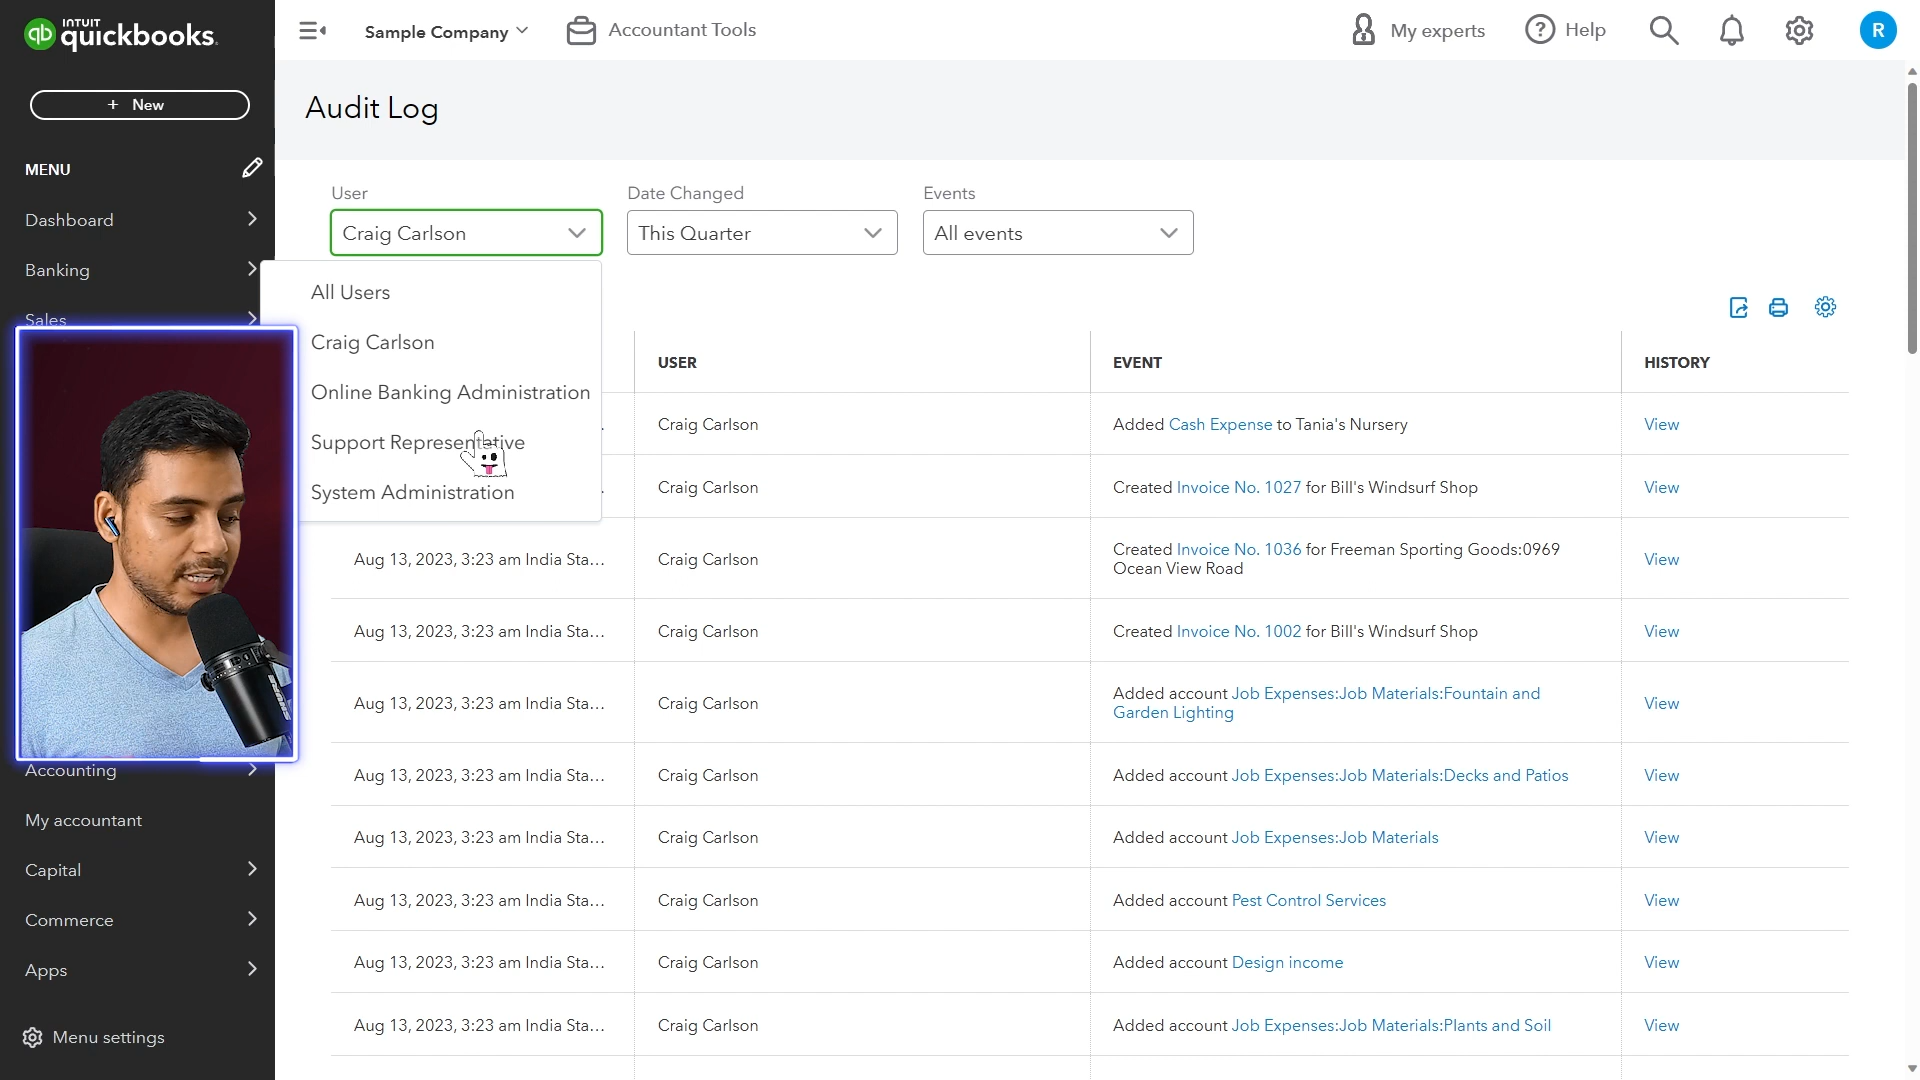 INTUIT
quickbooks.
Sample Company
Accountant Tools
My experts
Help
R
+ New
Audit Log
MENU
Dashboard
Banking
Sales
Accounting
My accountant
Capital
Commerce
Apps
Menu settings
User
Date Changed
Events
Craig Carlson
This Quarter
All events
All Users
Craig Carlson
Online Banking Administration
Support Representative
System Administration
USER
EVENT
HISTORY
Craig Carlson
Added Cash Expense to Tania's Nursery
View
Craig Carlson
Created Invoice No. 1027 for Bill's Windsurf Shop
View
Aug 13, 2023, 3:23 am India Sta...
Craig Carlson
Created Invoice No. 1036 for Freeman Sporting Goods:0969
Ocean View Road
View
Aug 13, 2023, 3:23 am India Sta...
Craig Carlson
Created Invoice No. 1002 for Bill's Windsurf Shop
View
Aug 13, 2023, 3:23 am India Sta...
Craig Carlson
Added account Job Expenses:Job Materials:Fountain and
Garden Lighting
View
Aug 13, 2023, 3:23 am India Sta...
Craig Carlson
Added account Job Expenses:Job Materials:Decks and Patios
View
Aug 13, 2023, 3:23 am India Sta...
Craig Carlson
Added account Job Expenses:Job Materials
View
Aug 13, 2023, 3:23 am India Sta...
Craig Carlson
Added account Pest Control Services
View
Aug 13, 2023, 3:23 am India Sta...
Craig Carlson
Added account Design income
View
Aug 13, 2023, 3:23 am India Sta...
Craig Carlson
Added account Job Expenses:Job Materials:Plants and Soil
View